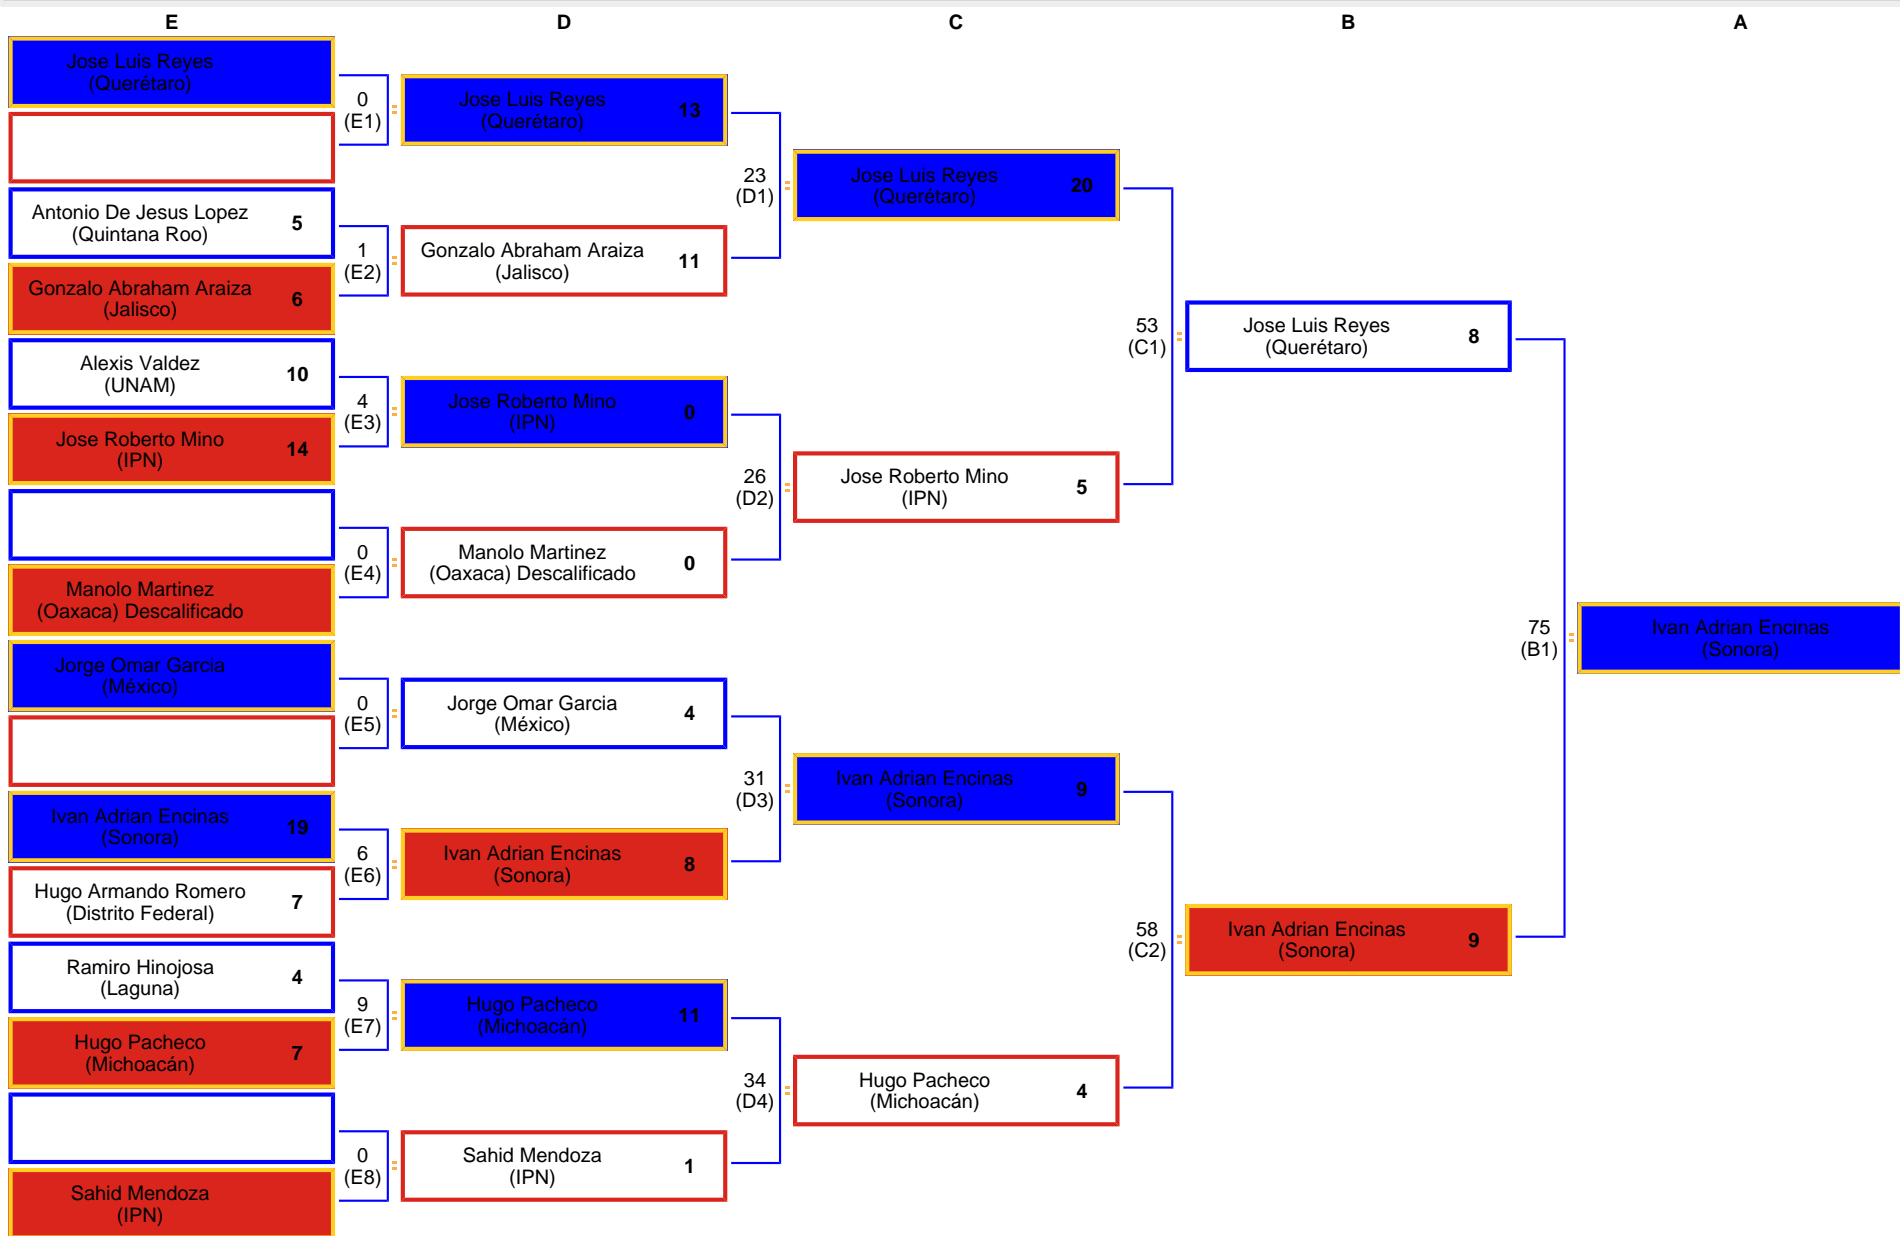 E D C B A
Jose Luis Reyes
(Querétaro)
0
(E1)
Antonio De Jesus Lopez
(Quintana Roo)
5
1
(E2)
Gonzalo Abraham Araiza
(Jalisco)
6
Alexis Valdez
(UNAM)
10
4
(E3)
Jose Roberto Mino
(IPN)
14
0
(E4)
Manolo Martinez
(Oaxaca) Descalificado
Jorge Omar Garcia
(México)
0
(E5)
Ivan Adrian Encinas
(Sonora)
19
6
(E6)
Hugo Armando Romero
(Distrito Federal)
7
Ramiro Hinojosa
(Laguna)
4
9
(E7)
Hugo Pacheco
(Michoacán)
7
0
(E8)
Sahid Mendoza
(IPN)
Jose Luis Reyes
(Querétaro)
13
23
(D1)
Gonzalo Abraham Araiza
(Jalisco)
11
Jose Roberto Mino
(IPN)
0
26
(D2)
Manolo Martinez
(Oaxaca) Descalificado
0
Jorge Omar Garcia
(México)
4
31
(D3)
Ivan Adrian Encinas
(Sonora)
8
Hugo Pacheco
(Michoacán)
11
34
(D4)
Sahid Mendoza
(IPN)
1
Jose Luis Reyes
(Querétaro)
20
53
(C1)
Jose Roberto Mino
(IPN)
5
Ivan Adrian Encinas
(Sonora)
9
58
(C2)
Hugo Pacheco
(Michoacán)
4
Jose Luis Reyes
(Querétaro)
8
75
(B1)
Ivan Adrian Encinas
(Sonora)
9
Ivan Adrian Encinas
(Sonora)